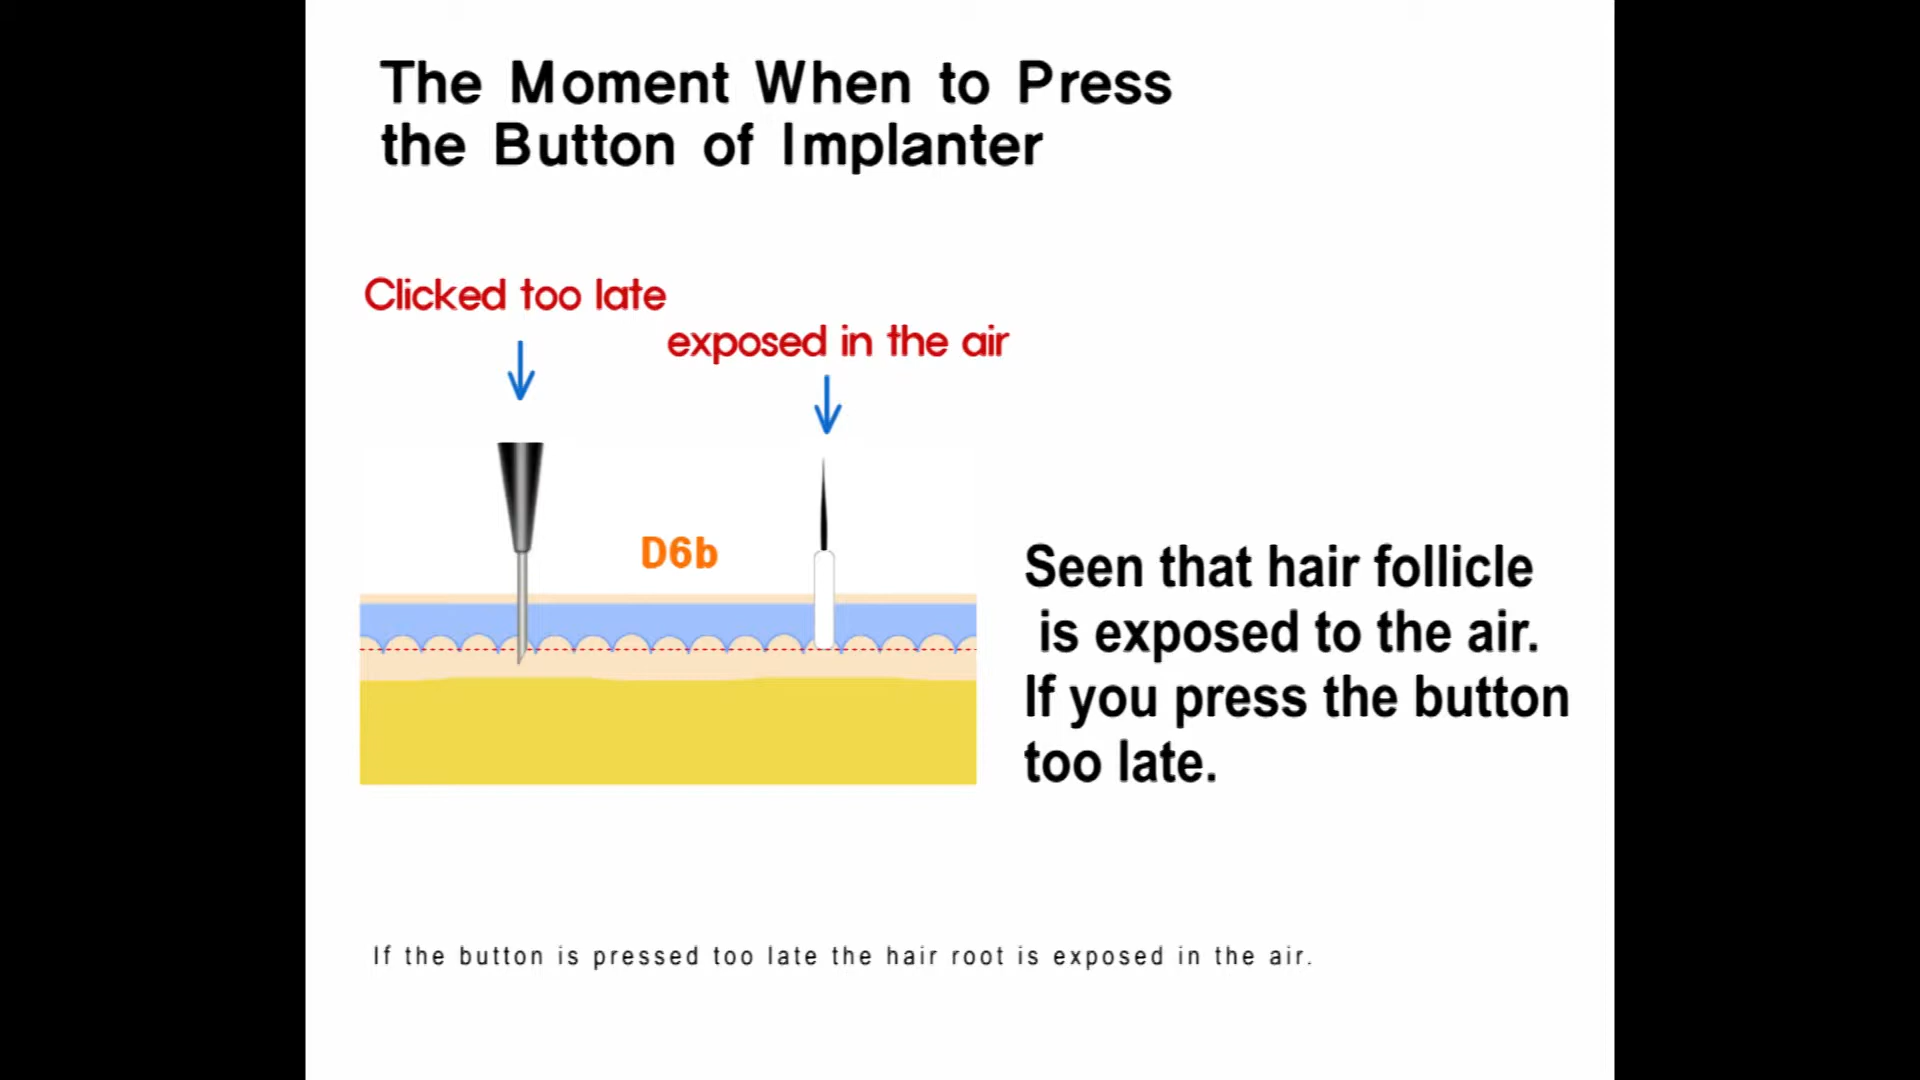 The Moment When to Press
the Button of Implanter
Clicked too late
exposed in the air
D6b
Seen that hair follicle
is exposed to the air.
If you press the button
too late.
If the button is pressed too late the hair root is exposed in the air.